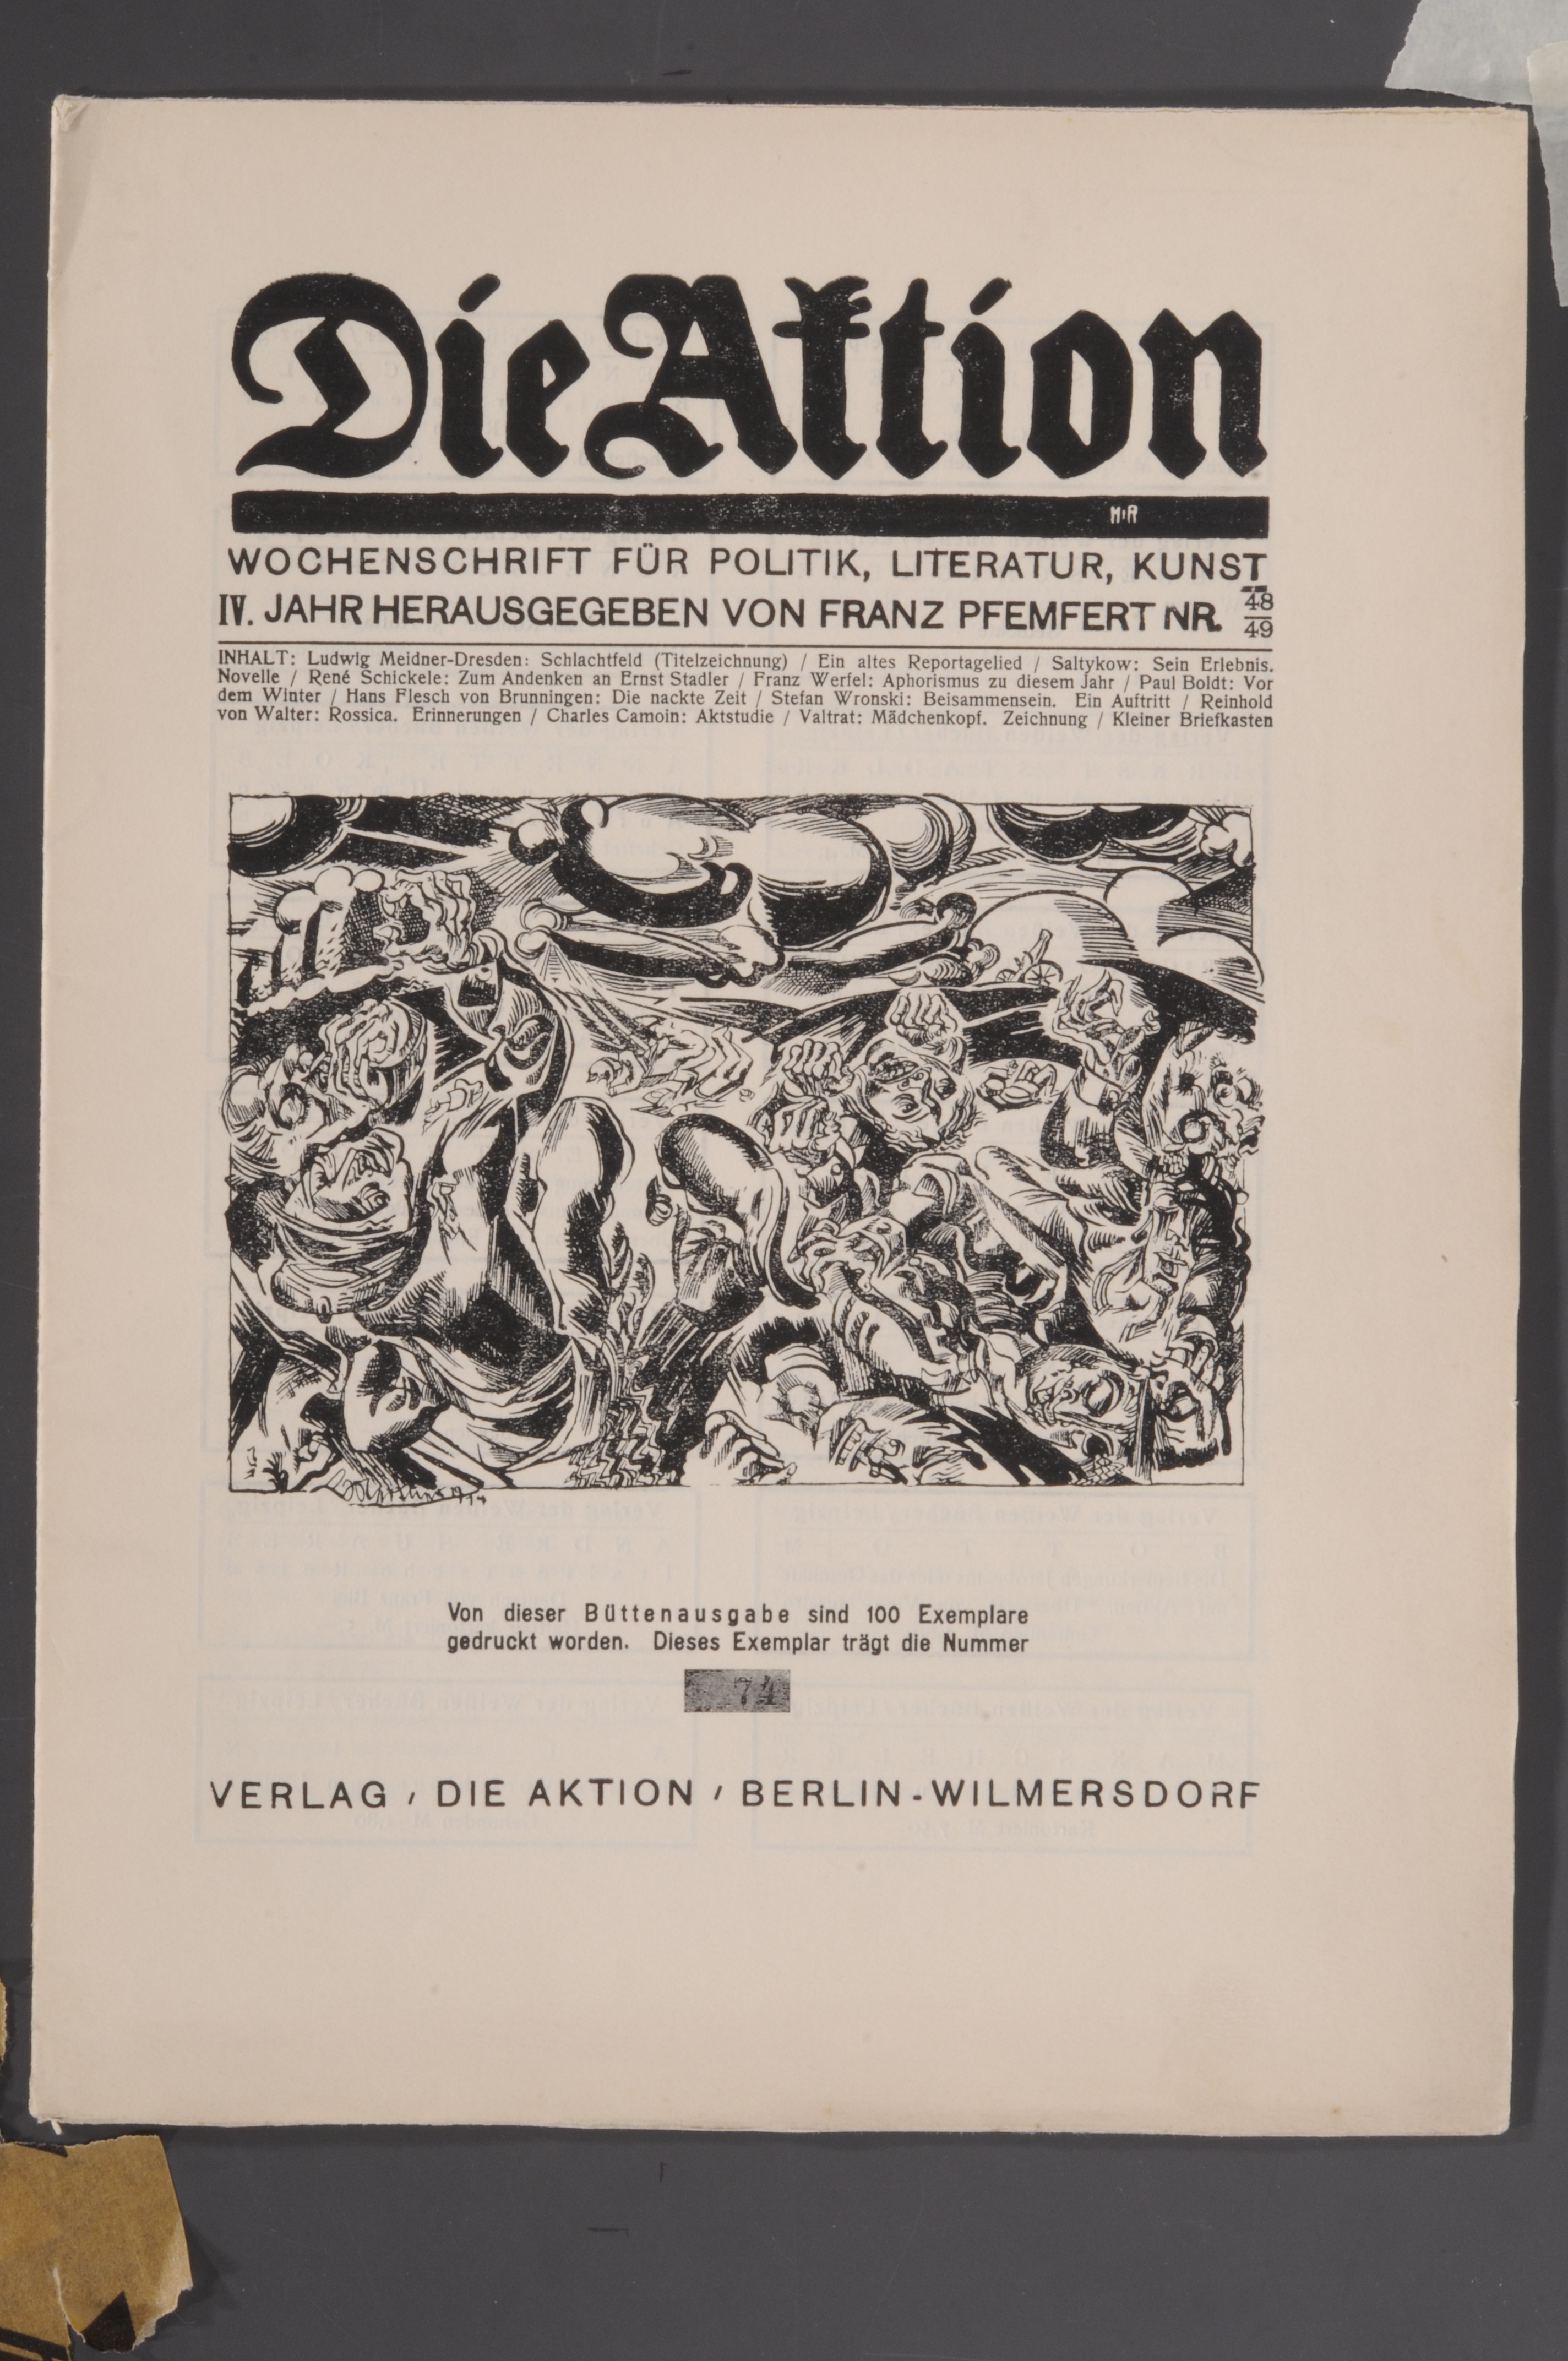 Die Aktion
M·R
WOCHENSCHRIFT FÜR POLITIK, LITERATUR, KUNST
IV. JAHR HERAUSGEGEBEN VON FRANZ PFEMFERT NR. 48/49
INHALT: Ludwig Meidner-Dresden: Schlachtfeld (Titelzeichnung) / Ein altes Reportagelied / Saltykow: Sein Erlebnis.
Novelle / René Schickele: Zum Andenken an Ernst Stadler / Franz Werfel: Aphorismus zu diesem Jahr / Paul Boldt: Vor
dem Winter / Hans Flesch von Brunningen: Die nackte Zeit / Stefan Wronski: Beisammensein. Ein Auftritt / Reinhold
von Walter: Rossica. Erinnerungen / Charles Camoin: Aktstudie / Valtrat: Mädchenkopf. Zeichnung / Kleiner Briefkasten
Von dieser Büttenausgabe sind 100 Exemplare
gedruckt worden. Dieses Exemplar trägt die Nummer
74
VERLAG / DIE AKTION / BERLIN-WILMERSDORF